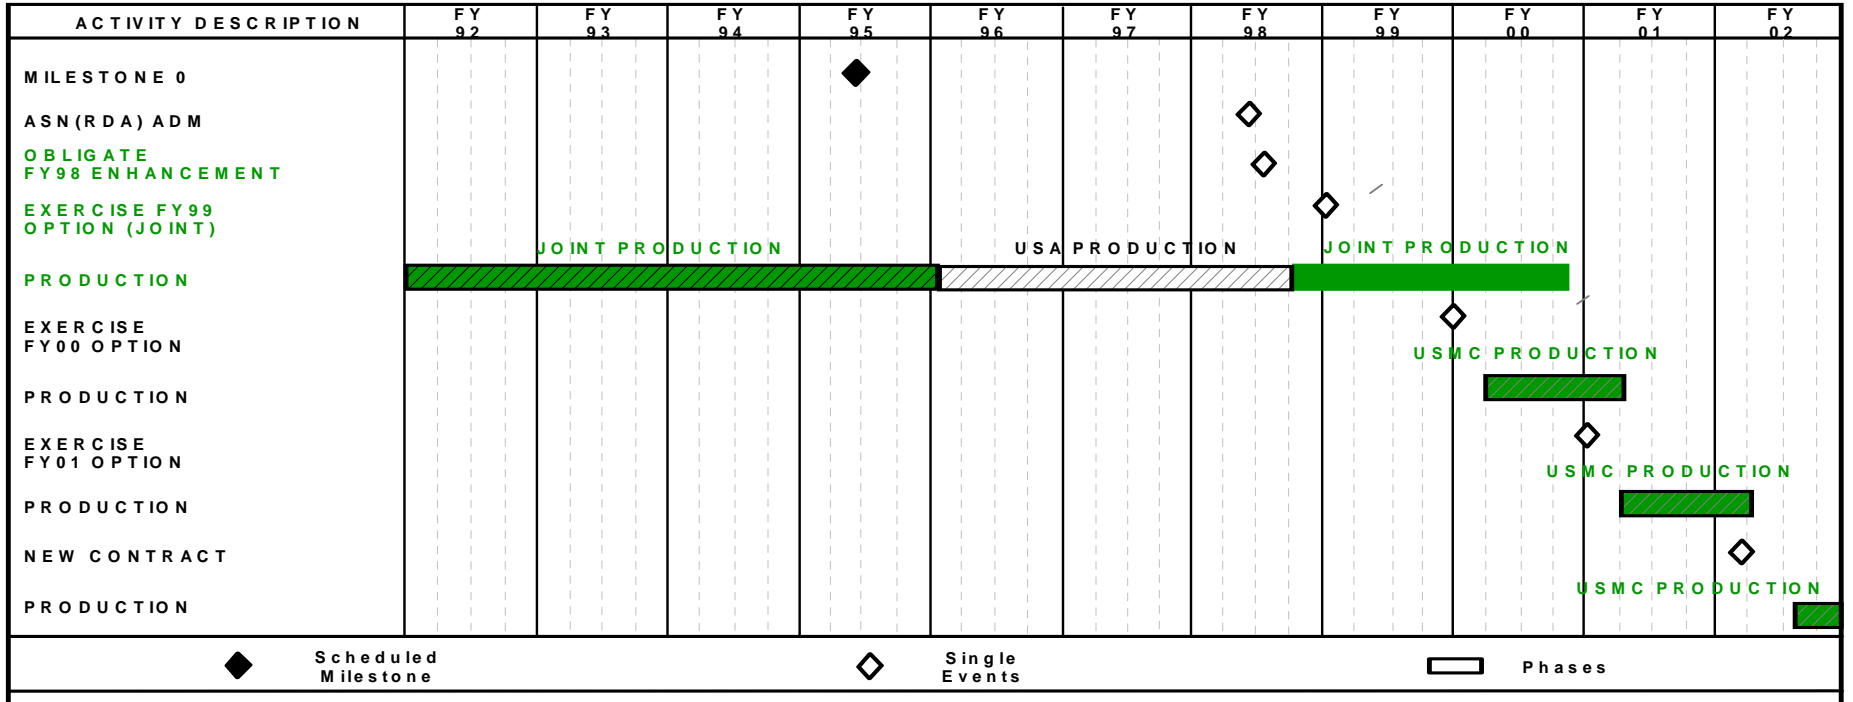 ACTIVITY DESCRIPTION
FY FY FY FY FY FY FY FY FY FY FY
92 93 94 95 96 97 98 99 00 01 02
MILESTONE 0
ASN(RDA) ADM
OBLIGATE
FY98 ENHANCEMENT
EXERCISE FY99
OPTION (JOINT)
JOINT PRODUCTION USA PRODUCTION JOINT PRODUCTION
PRODUCTION
EXERCISE
FY00 OPTION
USMC PRODUCTION
PRODUCTION
EXERCISE
FY01 OPTION
USMC PRODUCTION
PRODUCTION
NEW CONTRACT
USMC PRODUCTION
PRODUCTION
Scheduled
Milestone
Single
Events
Phases